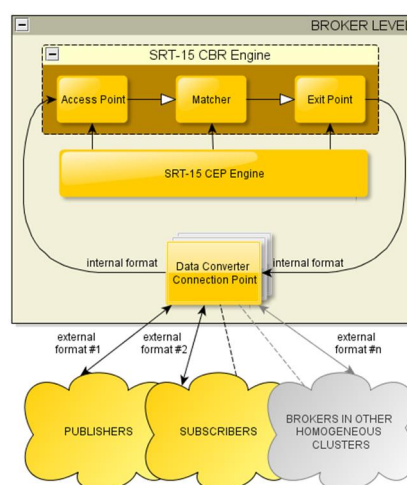 BROKER LEVEL
SRT-15 CBR Engine
Access Point
Matcher
Exit Point
SRT-15 CEP Engine
internal format
internal format
Data Converter
Connection Point
external
format #1
external
format #2
external
format #n
PUBLISHERS
SUBSCRIBERS
BROKERS IN OTHER
HOMOGENEOUS
CLUSTERS